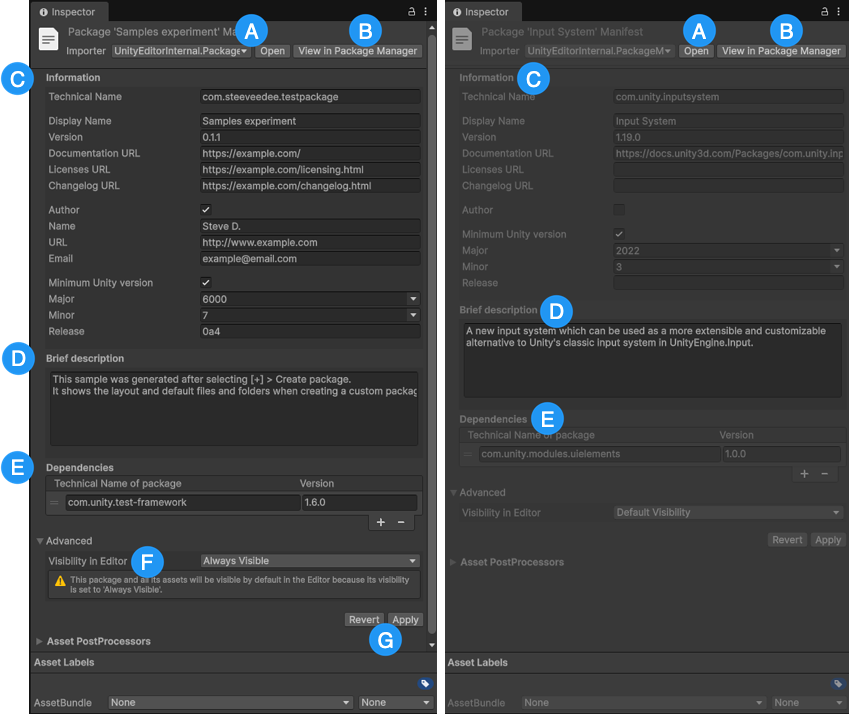 Inspector
Package 'Samples experiment' Ma
A
B
Importer
UnityEditorInternal.Package
Open
View in Package Manager
C
Information
Technical Name
com.steeveedee.testpackage
Display Name
Samples experiment
Version
0.1.1
Documentation URL
https://example.com/
Licenses URL
https://example.com/licensing.html
Changelog URL
https://example.com/changelog.html
Author
Name
Steve D.
URL
http://www.example.com
Email
example@email.com
Minimum Unity version
Major
6000
Minor
7
Release
0a4
D
Brief description
This sample was generated after selecting [+] > Create package.
It shows the layout and default files and folders when creating a custom packag
E
Dependencies
Technical Name of package
Version
com.unity.test-framework
1.6.0
+ −
Advanced
Visibility in Editor
F
Always Visible
This package and all its assets will be visible by default in the Editor because its visibility
is set to 'Always Visible'.
Revert
Apply
G
Asset PostProcessors
Asset Labels
AssetBundle
None
None
Inspector
Package 'Input System' Manifest
A
B
Importer
UnityEditorInternal.PackageM
Open
View in Package Manager
Information
C
Technical Name
com.unity.inputsystem
Display Name
Input System
Version
1.19.0
Documentation URL
https://docs.unity3d.com/Packages/com.unity.inp
Licenses URL
Changelog URL
Author
Minimum Unity version
Major
2022
Minor
3
Release
Brief description
D
A new input system which can be used as a more extensible and customizable
alternative to Unity's classic input system in UnityEngine.Input.
Dependencies
E
Technical Name of package
Version
com.unity.modules.uielements
1.0.0
+ −
Advanced
Visibility in Editor
Default Visibility
Revert
Apply
Asset PostProcessors
Asset Labels
AssetBundle
None
None